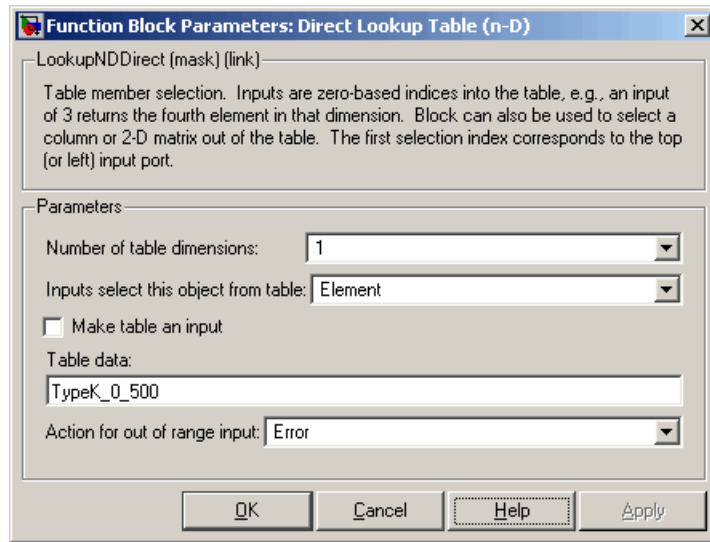 Function Block Parameters: Direct Lookup Table (n-D)
LookupNDDirect (mask) (link)
Table member selection. Inputs are zero-based indices into the table, e.g., an input
of 3 returns the fourth element in that dimension. Block can also be used to select a
column or 2-D matrix out of the table. The first selection index corresponds to the top
(or left) input port.
Parameters
Number of table dimensions: 1
Inputs select this object from table: Element
Make table an input
Table data:
TypeK_0_500
Action for out of range input: Error
OK Cancel Help Apply